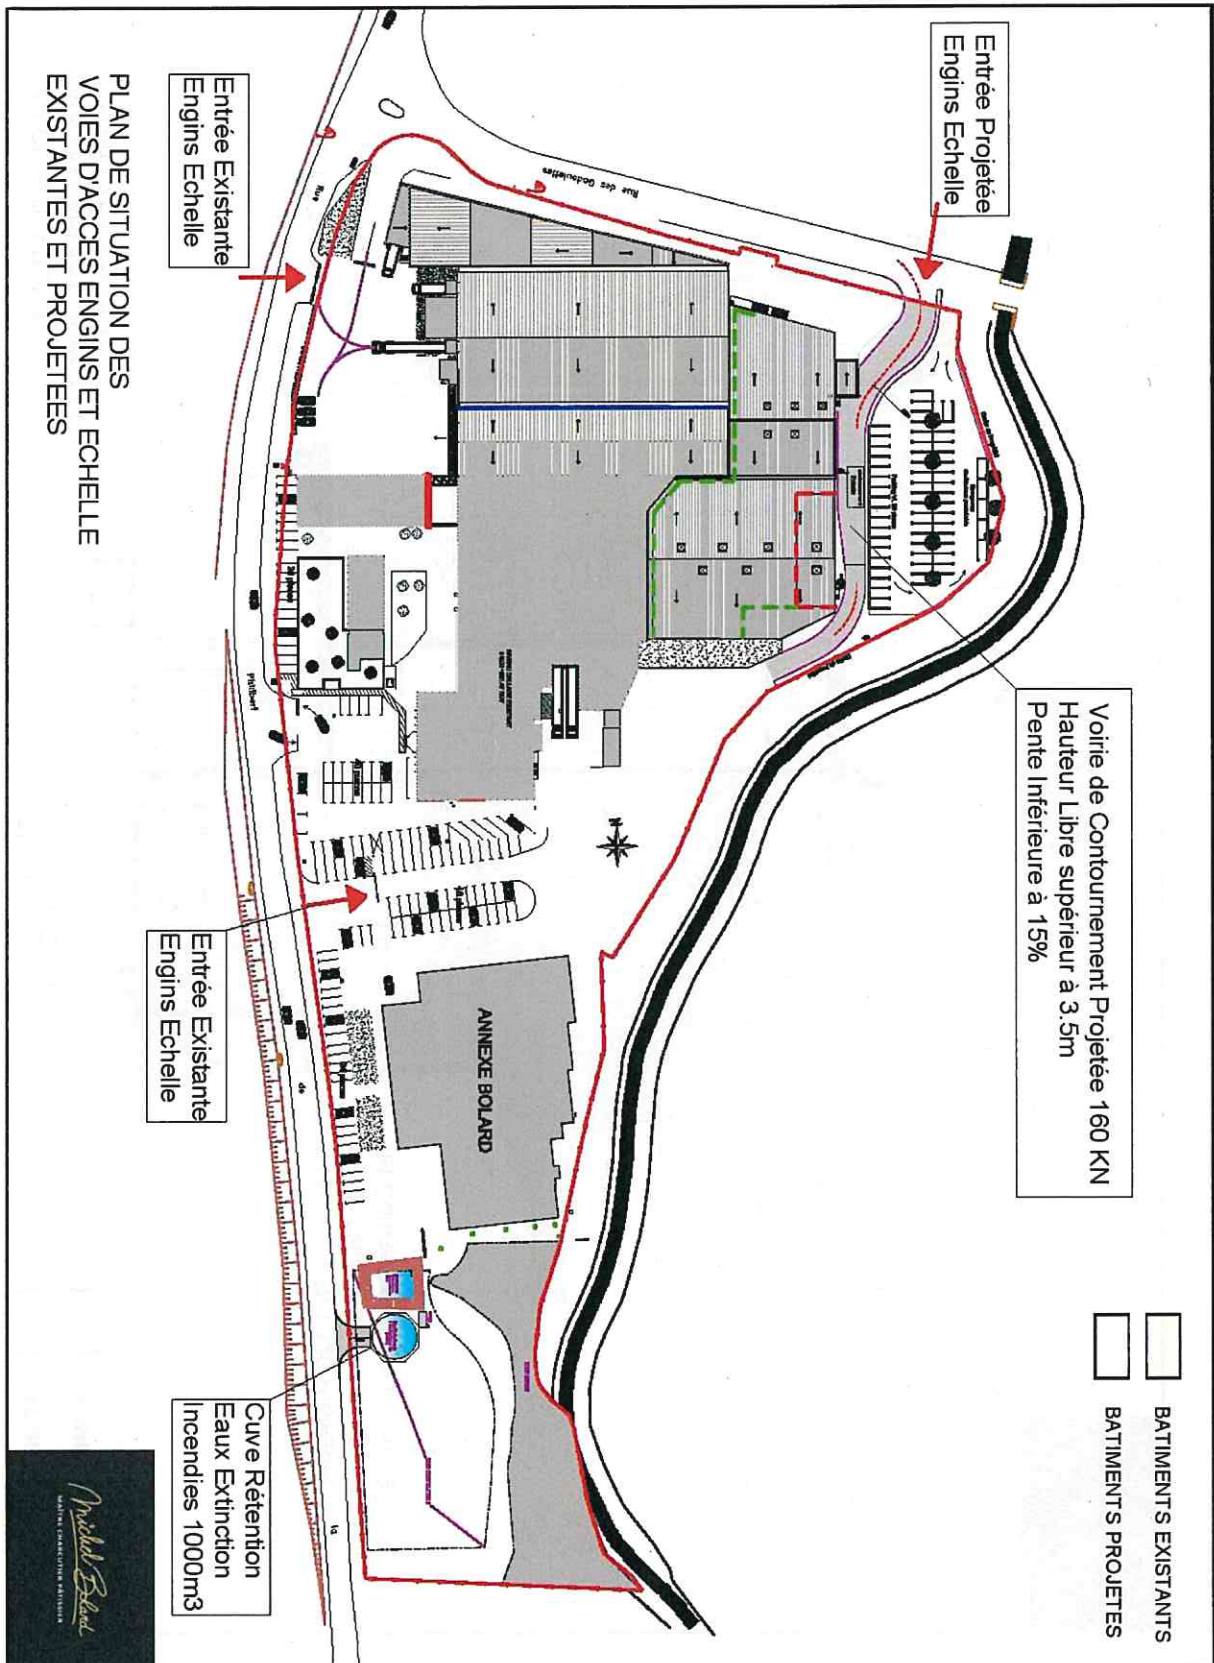 Entrée Projetée
Engins Echelle
Voirie de Contournement Projetée 160 KN
Hauteur Libre supérieur à 3.5m
Pente Inférieure à 15%
BATIMENTS EXISTANTS
BATIMENTS PROJETES
Rue des Godoulettes
Entrée Existante
Engins Echelle
PLAN DE SITUATION DES
VOIES D'ACCES ENGINS ET ECHELLE
EXISTANTES ET PROJETEES
Rue
de
la
N
ANNEXE BOLARD
Entrée Existante
Engins Echelle
Cuve Rétention
Eaux Extinction
Incendies 1000m3
Michel Bolard
MAÎTRE CHARCUTIER PÂTISSIER